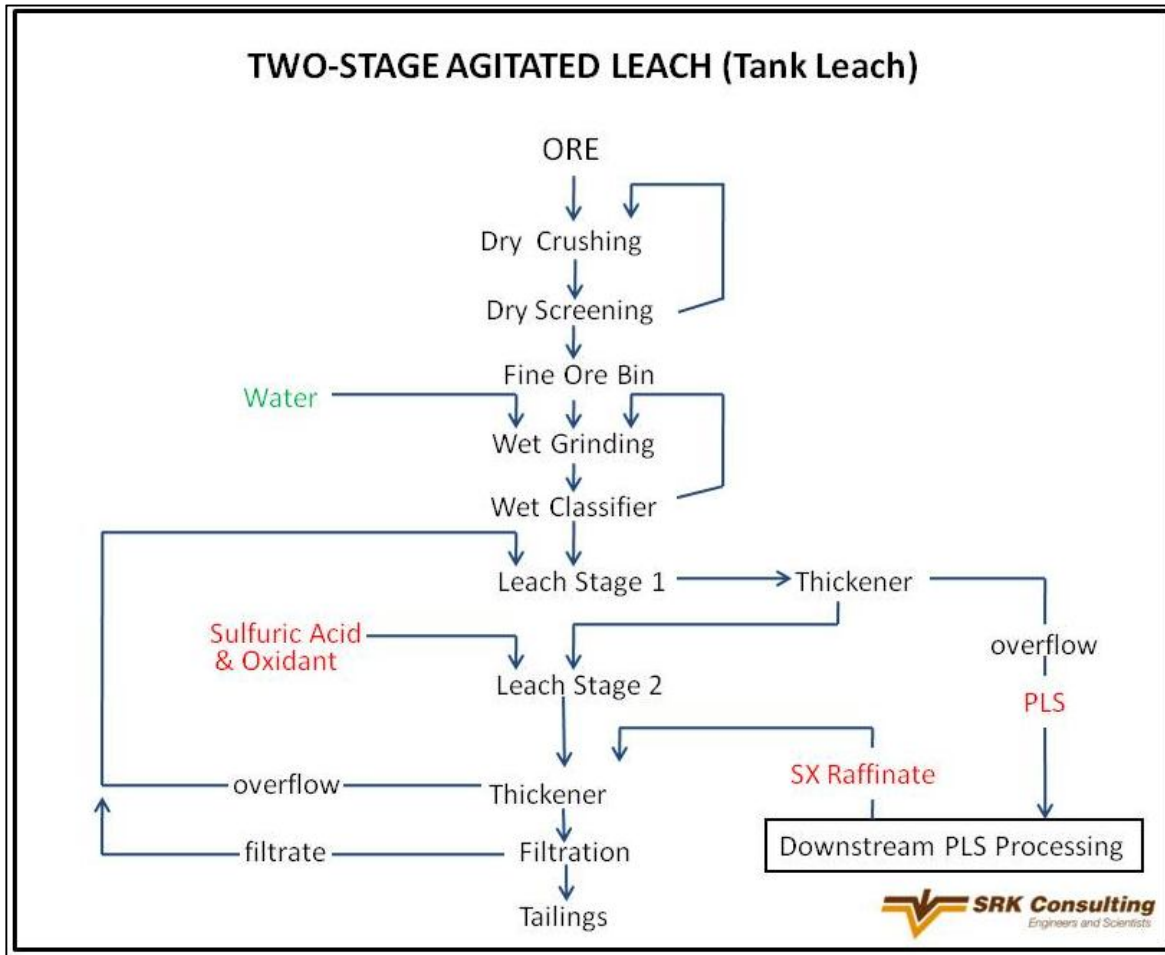 TWO-STAGE AGITATED LEACH (Tank Leach)
ORE
Dry Crushing
Dry Screening
Fine Ore Bin
Water
Wet Grinding
Wet Classifier
Leach Stage 1
Thickener
Sulfuric Acid
& Oxidant
overflow
Leach Stage 2
PLS
SX Raffinate
overflow
Thickener
Downstream PLS Processing
filtrate
Filtration
Tailings
SRK Consulting
Engineers and Scientists